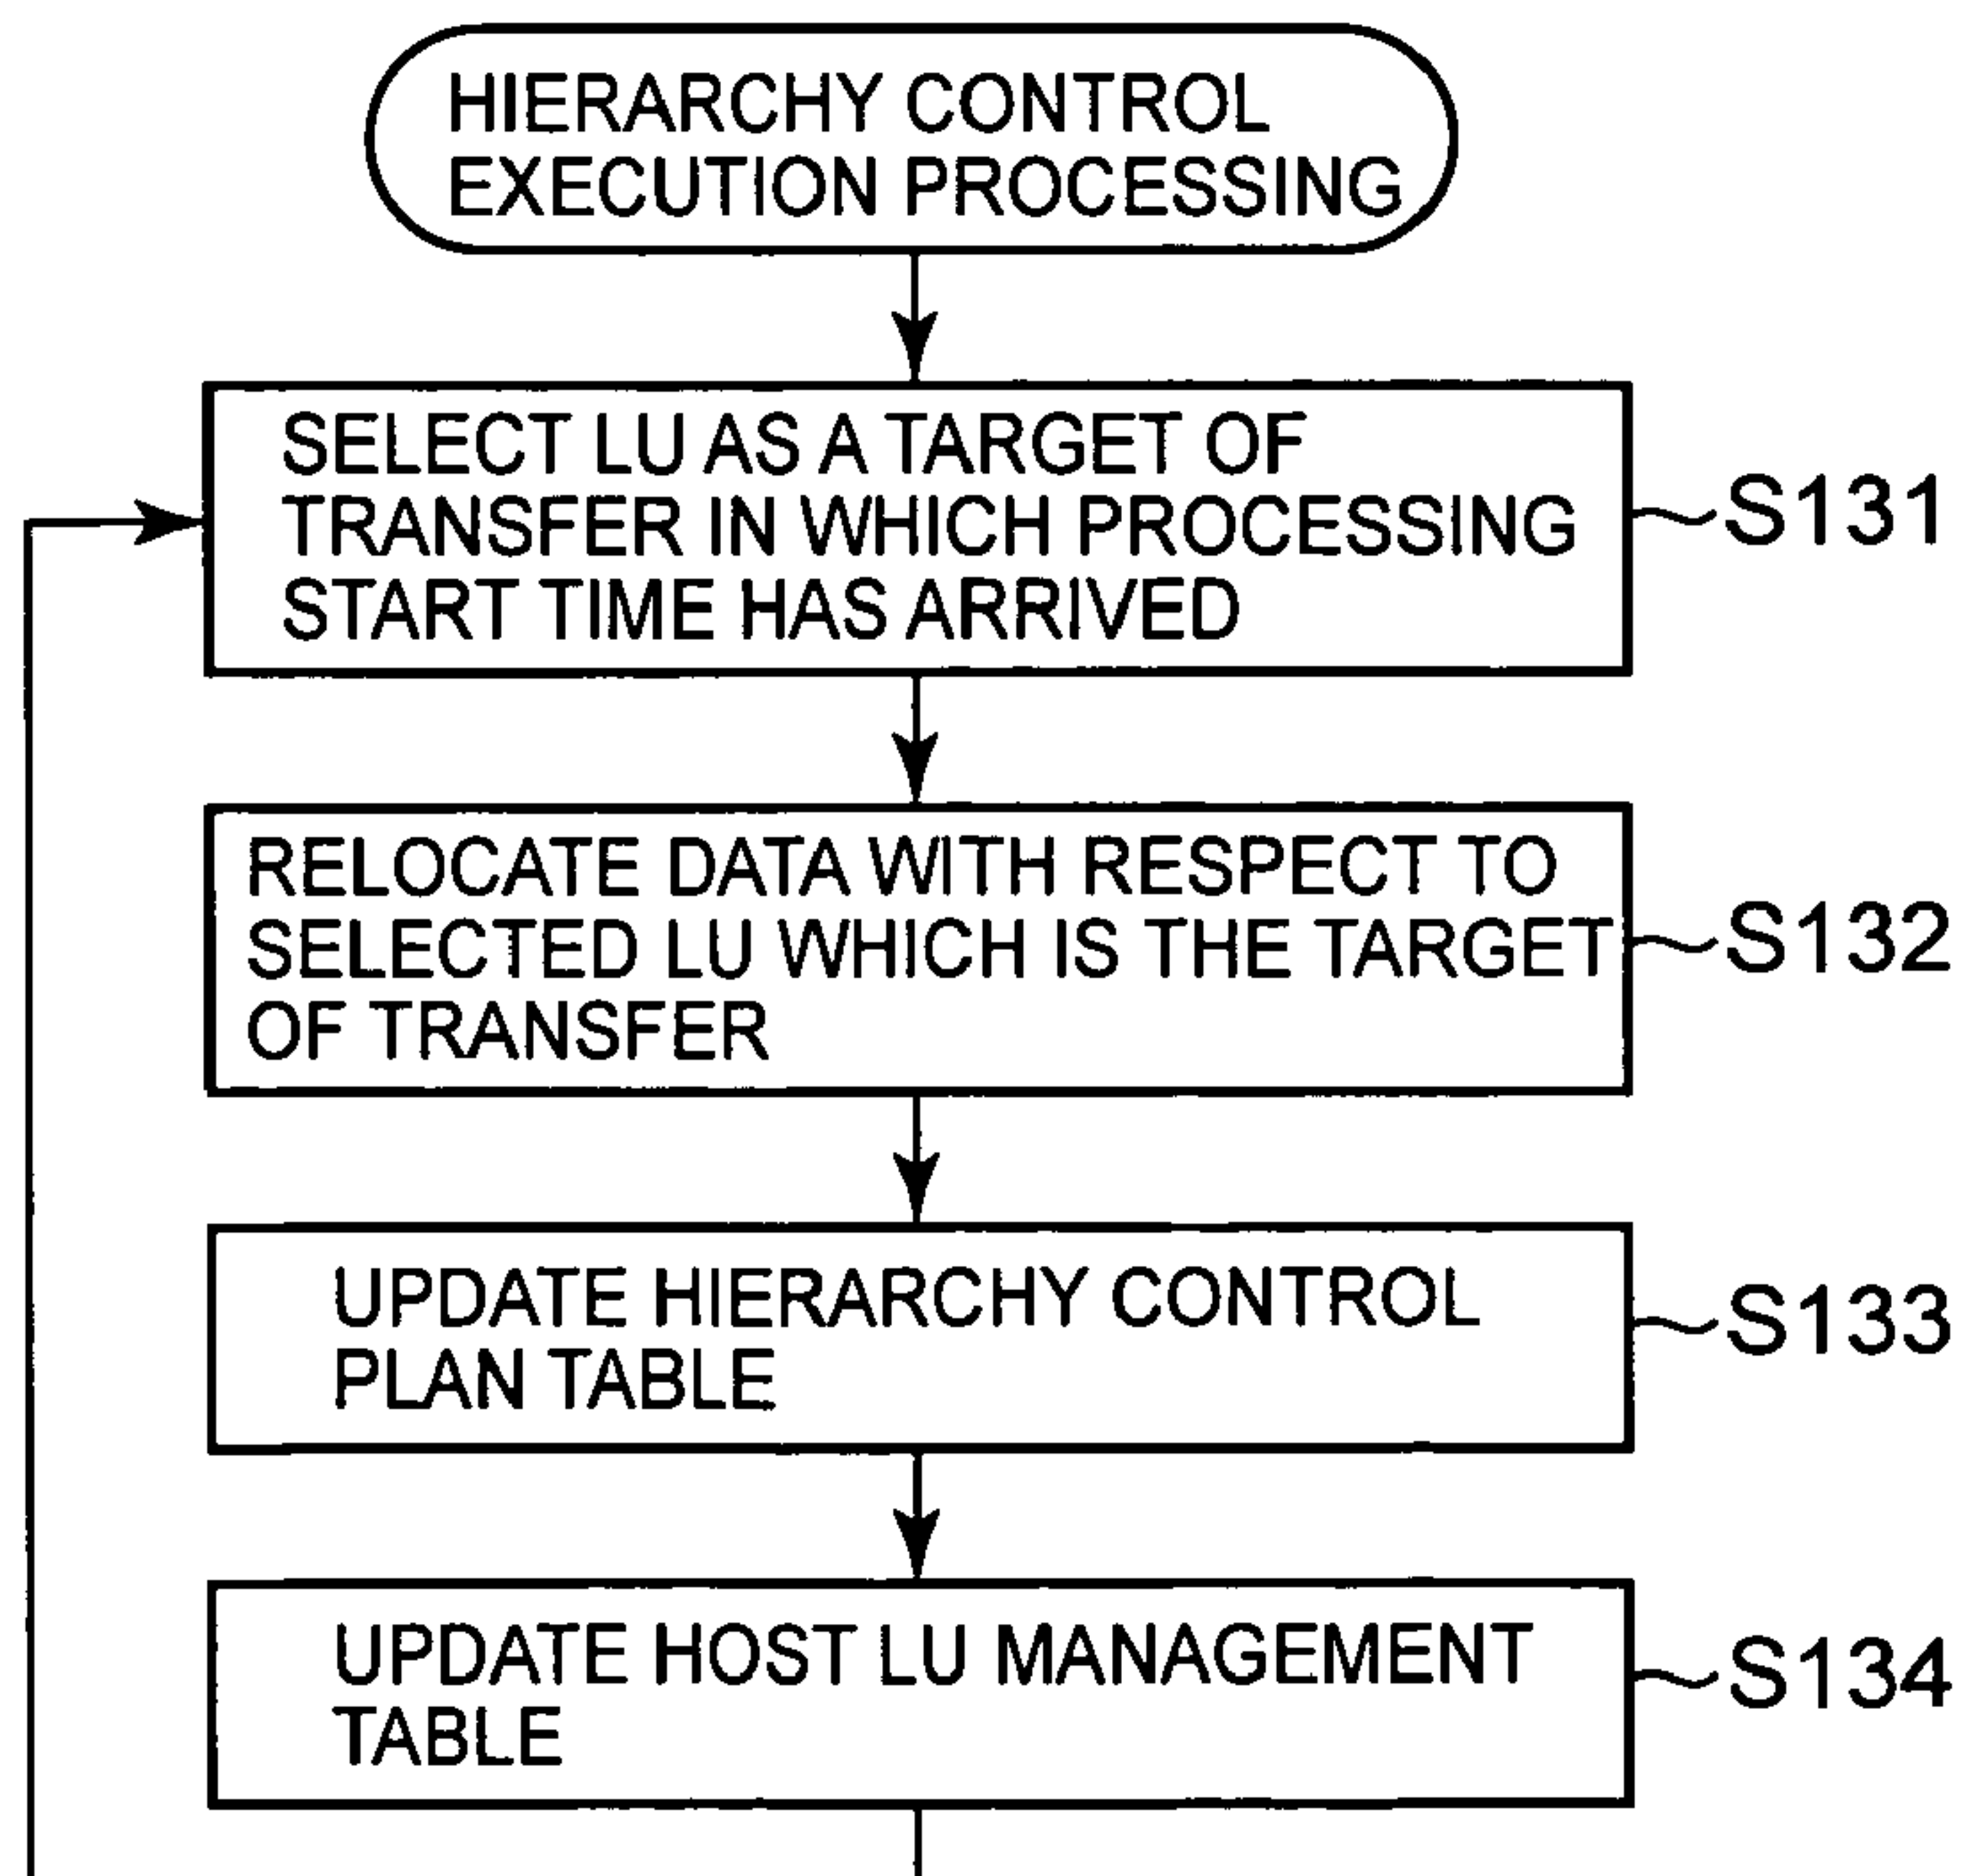 HIERARCHY CONTROL
EXECUTION PROCESSING
SELECT LU AS A TARGET OF
TRANSFER IN WHICH PROCESSING
START TIME HAS ARRIVED
S131
RELOCATE DATA WITH RESPECT TO
SELECTED LU WHICH IS THE TARGET
OF TRANSFER
S132
UPDATE HIERARCHY CONTROL
PLAN TABLE
S133
UPDATE HOST LU MANAGEMENT
TABLE
S134